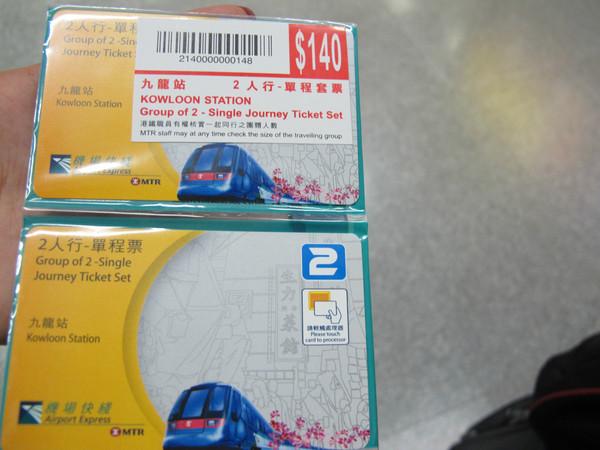 2人行-單程
Group of 2 -Sin
Journey Ticket S
九龍站
Kowloon Station
2140000000148
$140
九龍站 2 人行-單程套票
KOWLOON STATION
Group of 2 - Single Journey Ticket Set
港鐵職員有權核實一起同行之團體人數
MTR staff may at any time check the size of the travelling group
機場快綫
Airport Express
MTR
2人行-單程票
Group of 2 -Single
Journey Ticket Set
九龍站
Kowloon Station
2
請輕觸處理器
Please touch
card to processor
生力
機場快綫
Airport Express
MTR